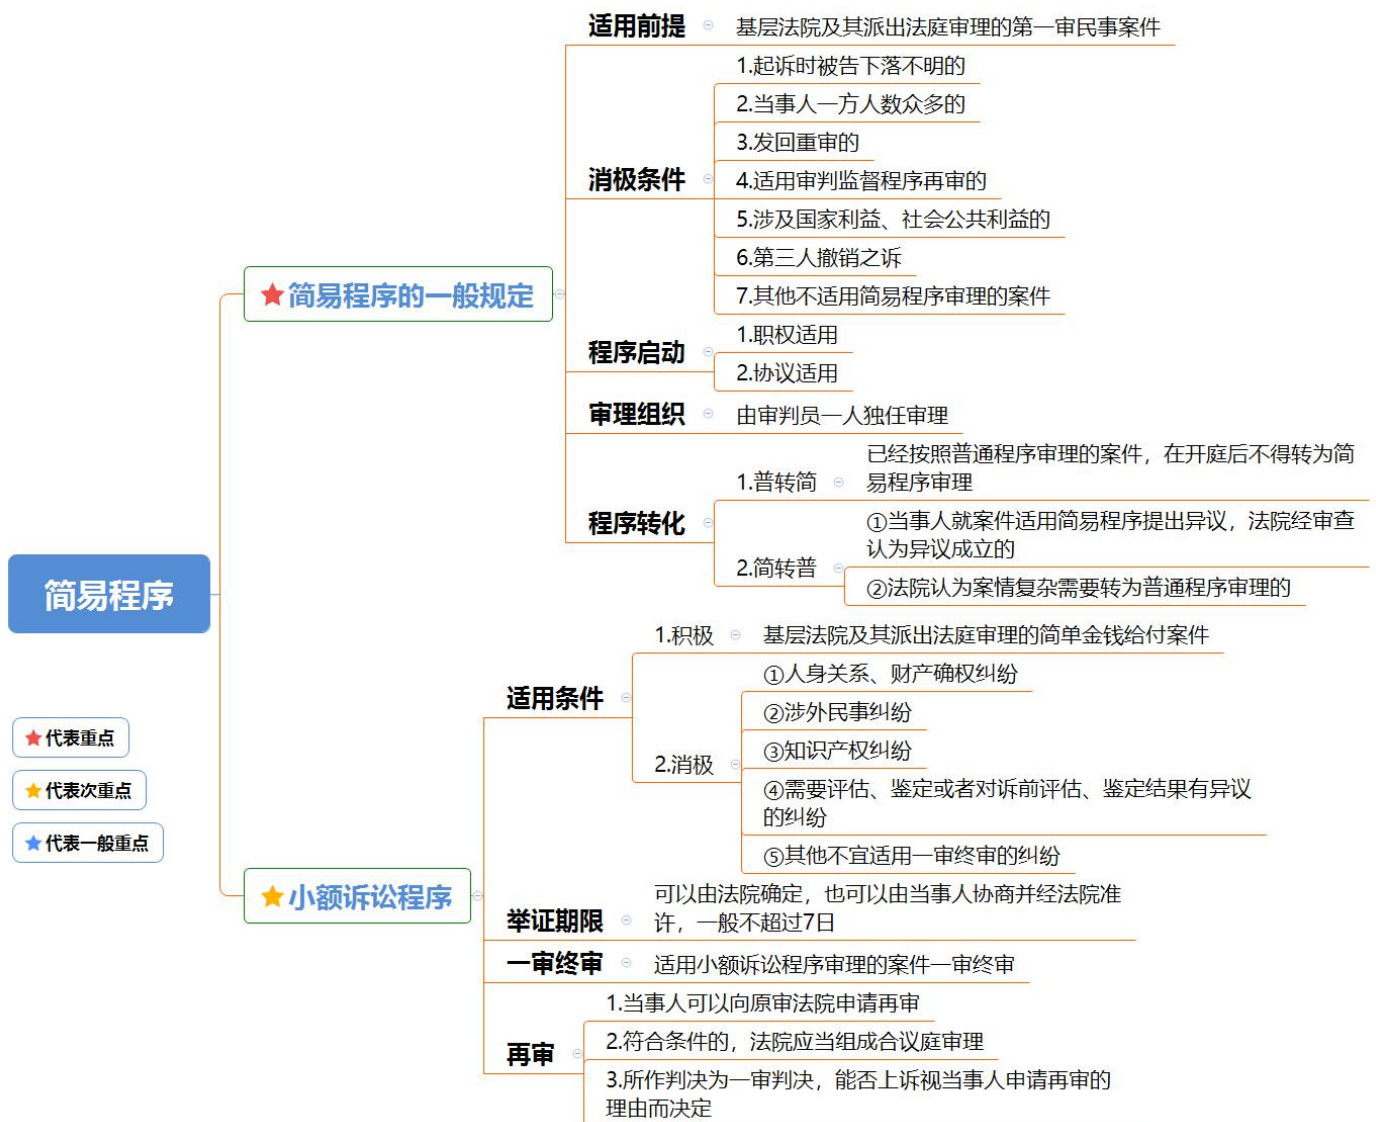 适用前提
基层法院及其派出法庭审理的第一审民事案件
1.起诉时被告下落不明的
2.当事人一方人数众多的
3.发回重审的
消极条件
4.适用审判监督程序再审的
5.涉及国家利益、社会公共利益的
6.第三人撤销之诉
7.其他不适用简易程序审理的案件
简易程序的一般规定
程序启动
1.职权适用
2.协议适用
审理组织
由审判员一人独任审理
程序转化
1.普转简
已经按照普通程序审理的案件，在开庭后不得转为简
易程序审理
2.简转普
①当事人就案件适用简易程序提出异议，法院经审查
认为异议成立的
②法院认为案情复杂需要转为普通程序审理的
简易程序
适用条件
1.积极
基层法院及其派出法庭审理的简单金钱给付案件
2.消极
①人身关系、财产确权纠纷
②涉外民事纠纷
③知识产权纠纷
④需要评估、鉴定或者对诉前评估、鉴定结果有异议
的纠纷
⑤其他不宜适用一审终审的纠纷
代表重点
代表次重点
代表一般重点
小额诉讼程序
举证期限
可以由法院确定，也可以由当事人协商并经法院准
许，一般不超过7日
一审终审
适用小额诉讼程序审理的案件一审终审
再审
1.当事人可以向原审法院申请再审
2.符合条件的，法院应当组成合议庭审理
3.所作判决为一审判决，能否上诉视当事人申请再审的
理由而决定